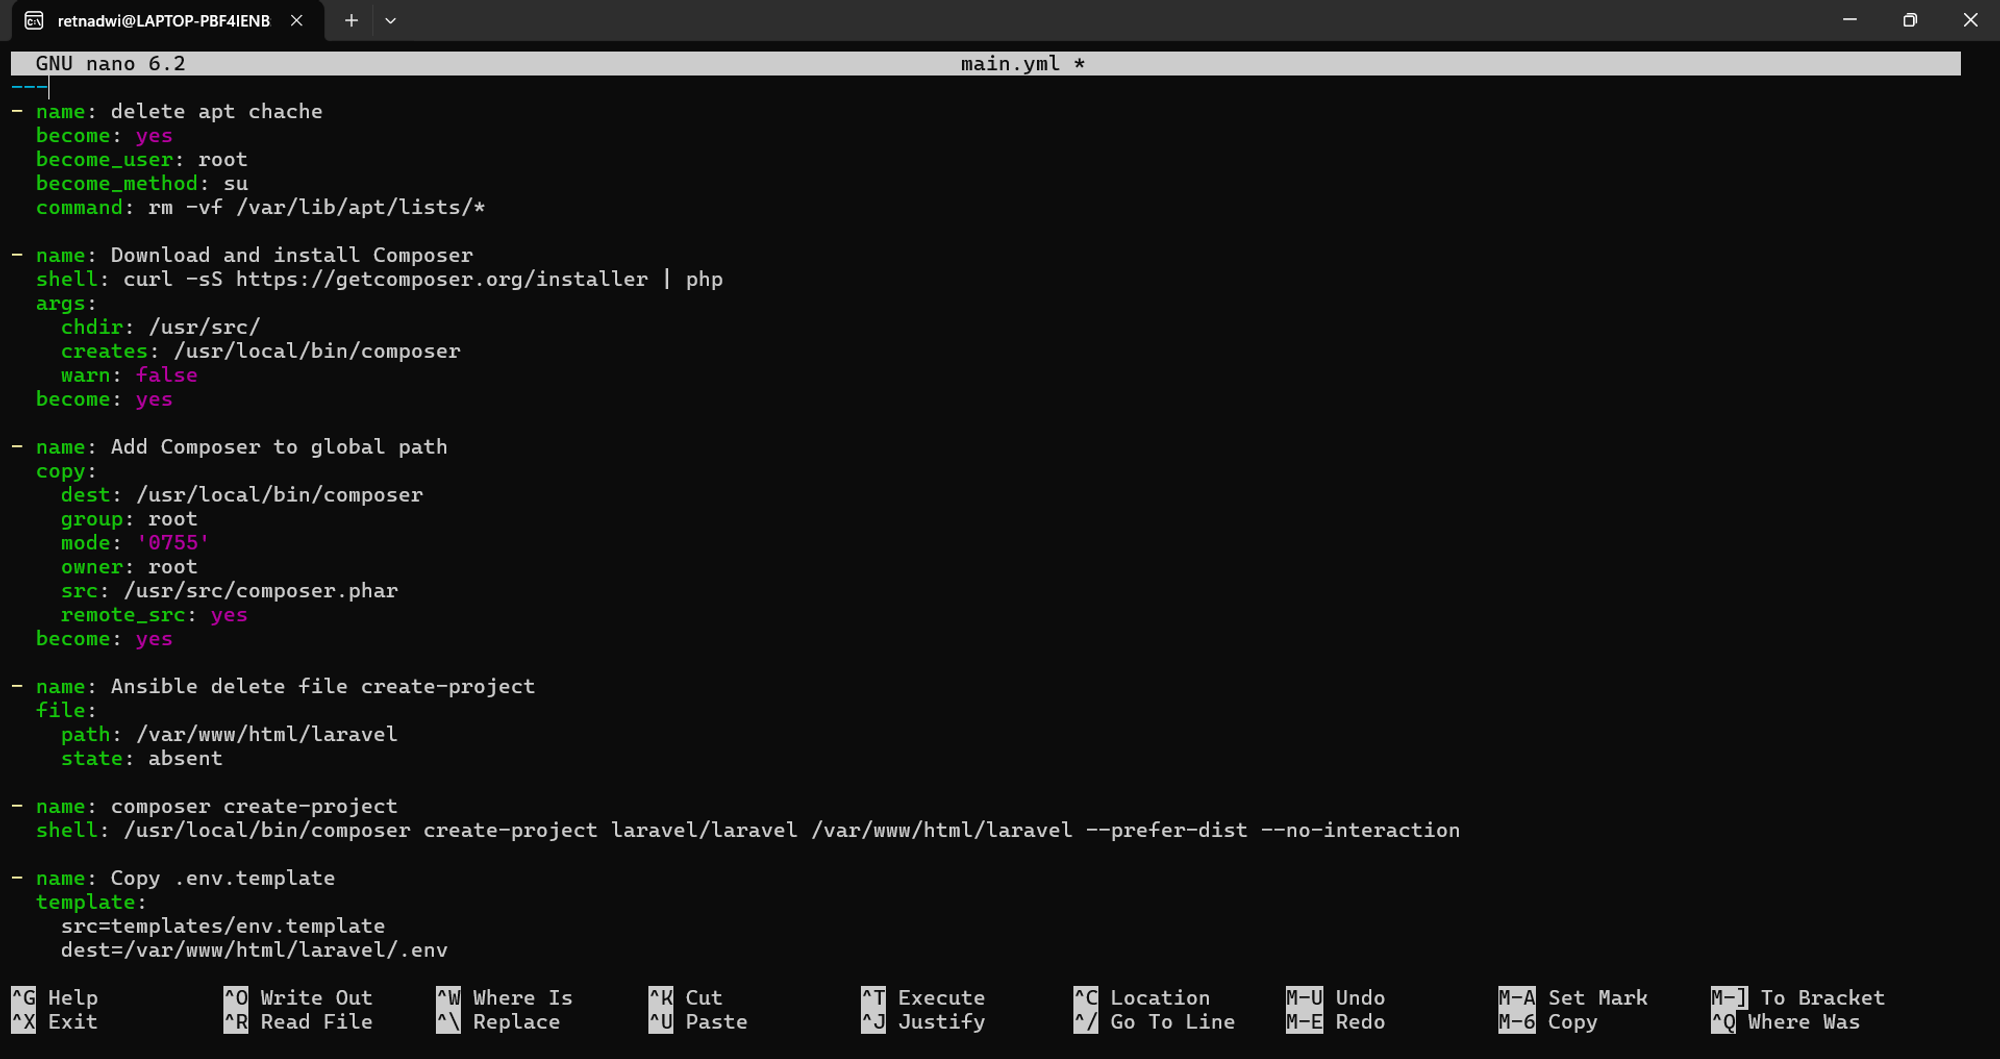 retnadwi@LAPTOP-PBF4IENB
GNU nano 6.2 main.yml *
---
- name: delete apt chache
  become: yes
  become_user: root
  become_method: su
  command: rm -vf /var/lib/apt/lists/*

- name: Download and install Composer
  shell: curl -sS https://getcomposer.org/installer | php
  args:
    chdir: /usr/src/
    creates: /usr/local/bin/composer
    warn: false
  become: yes

- name: Add Composer to global path
  copy:
    dest: /usr/local/bin/composer
    group: root
    mode: '0755'
    owner: root
    src: /usr/src/composer.phar
    remote_src: yes
  become: yes

- name: Ansible delete file create-project
  file:
    path: /var/www/html/laravel
    state: absent

- name: composer create-project
  shell: /usr/local/bin/composer create-project laravel/laravel /var/www/html/laravel --prefer-dist --no-interaction

- name: Copy .env.template
  template:
    src=templates/env.template
    dest=/var/www/html/laravel/.env

^G Help ^O Write Out ^W Where Is ^K Cut ^T Execute ^C Location M-U Undo M-A Set Mark M-] To Bracket
^X Exit ^R Read File ^\ Replace ^U Paste ^J Justify ^/ Go To Line M-E Redo M-6 Copy ^Q Where Was